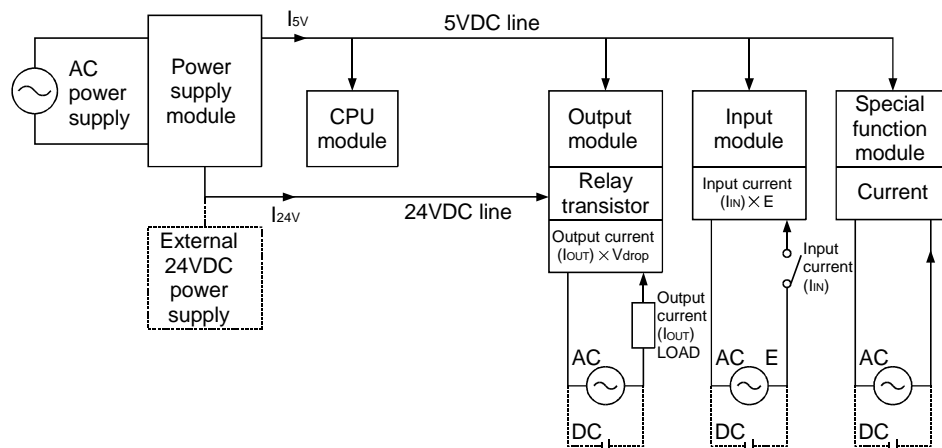 I5V
5VDC line
AC
power
supply
Power
supply
module
CPU
module
Output
module
Relay
transistor
Output current
(IOUT) × Vdrop
Input
module
Input current
(IIN) × E
Special
function
module
Current
I24V
24VDC line
External
24VDC
power
supply
Output
current
(IOUT)
LOAD
Input
current
(IIN)
AC
DC
AC E
DC
AC
DC